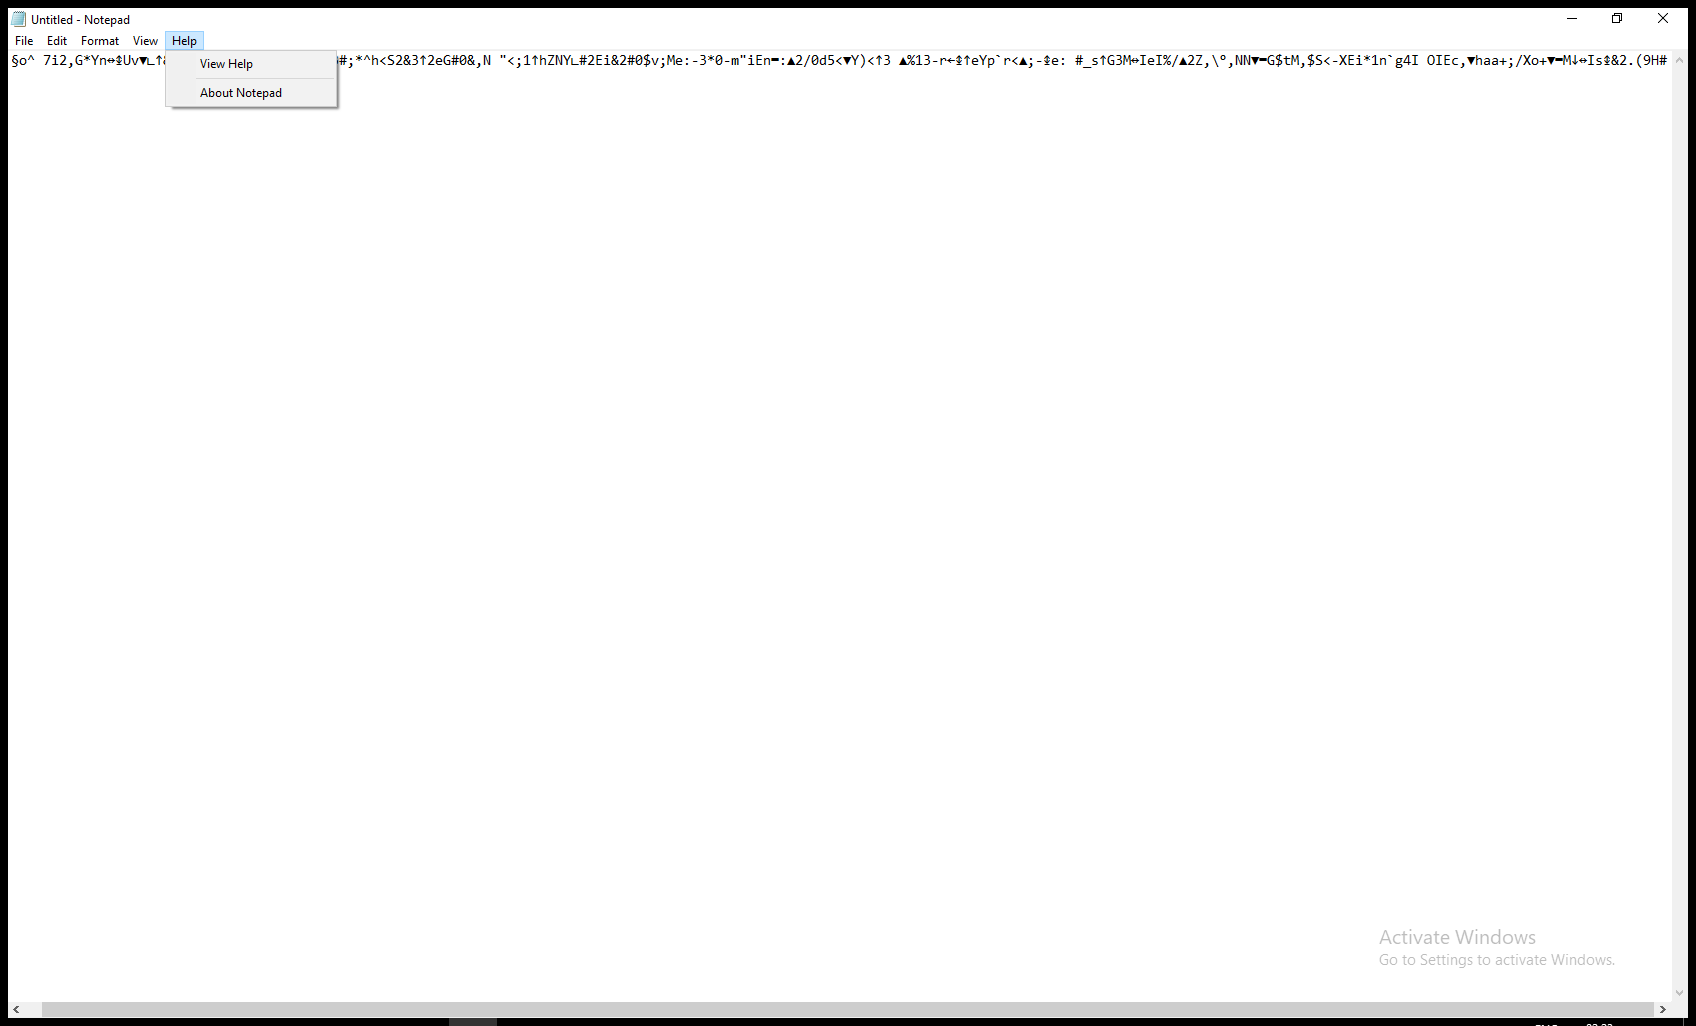 Untitled - Notepad
File Edit Format View Help
§o^ 7i2,G*Yn↔↨Uv▼∟↑ #;*^h<S2&3↑2eG#0&,N "<;1↑hZNY∟#2Ei&2#0$v;Me:-3*0-m"iEn▬:▲2/0d5<▼Y)<↑3 ▲%13-r←↨↑eYp`r<▲;-↨e: #_s↑G3M↔IeI%/▲2Z,\°,NN▼▬G$tM,$S<-XEi*1n`g4I OIEc,▼haa+;/Xo+▼▬M↓↔Is↨&2.(9H#
View Help
About Notepad
Activate Windows
Go to Settings to activate Windows.